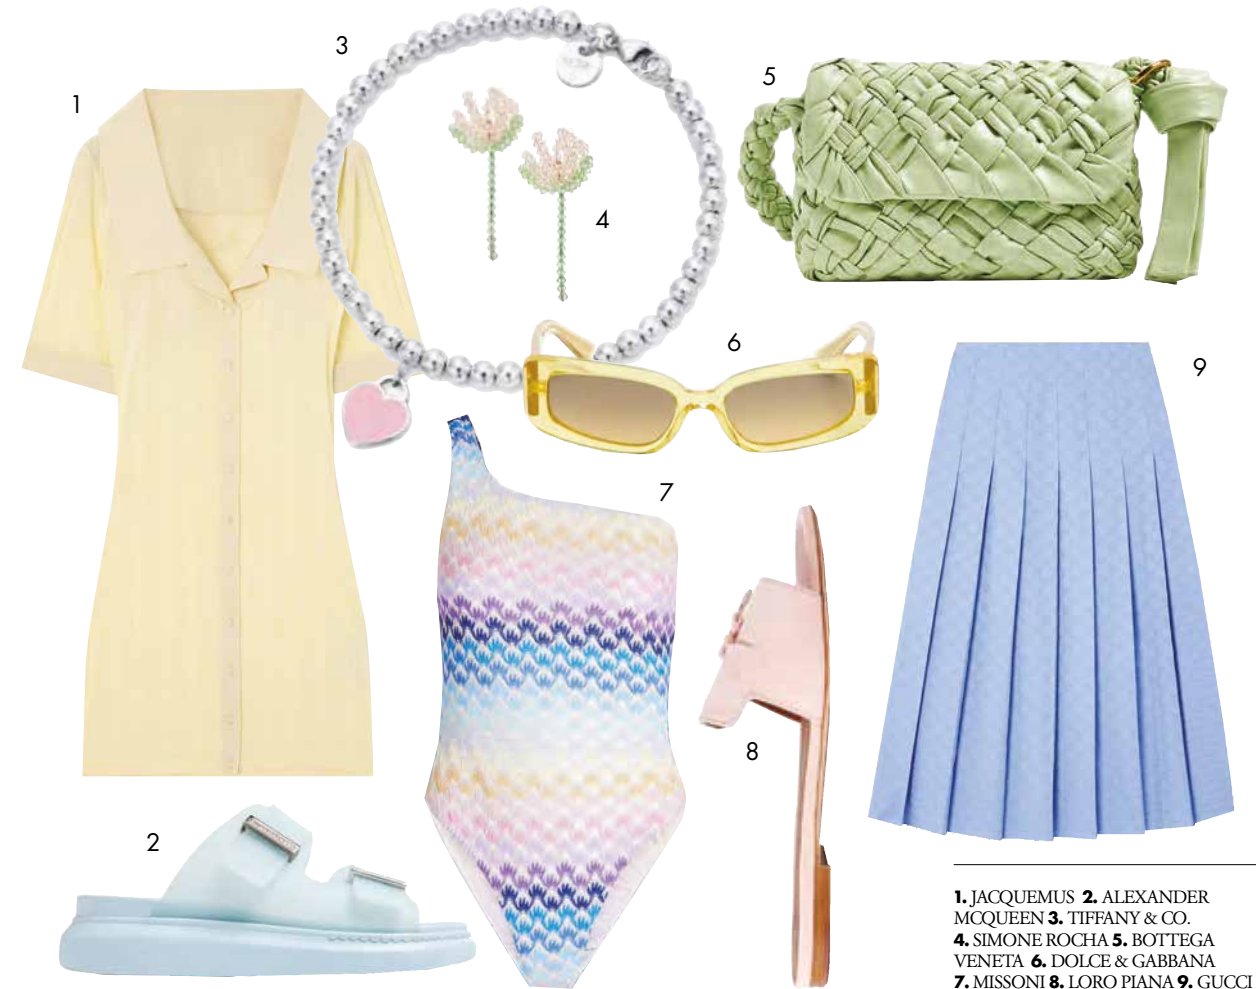 1
2
3
4
5
6
7
8
9
1. JACQUEMUS 2. ALEXANDER
MCQUEEN 3. TIFFANY & CO.
4. SIMONE ROCHA 5. BOTTEGA
VENETA 6. DOLCE & GABBANA
7. MISSONI 8. LORO PIANA 9. GUCCI